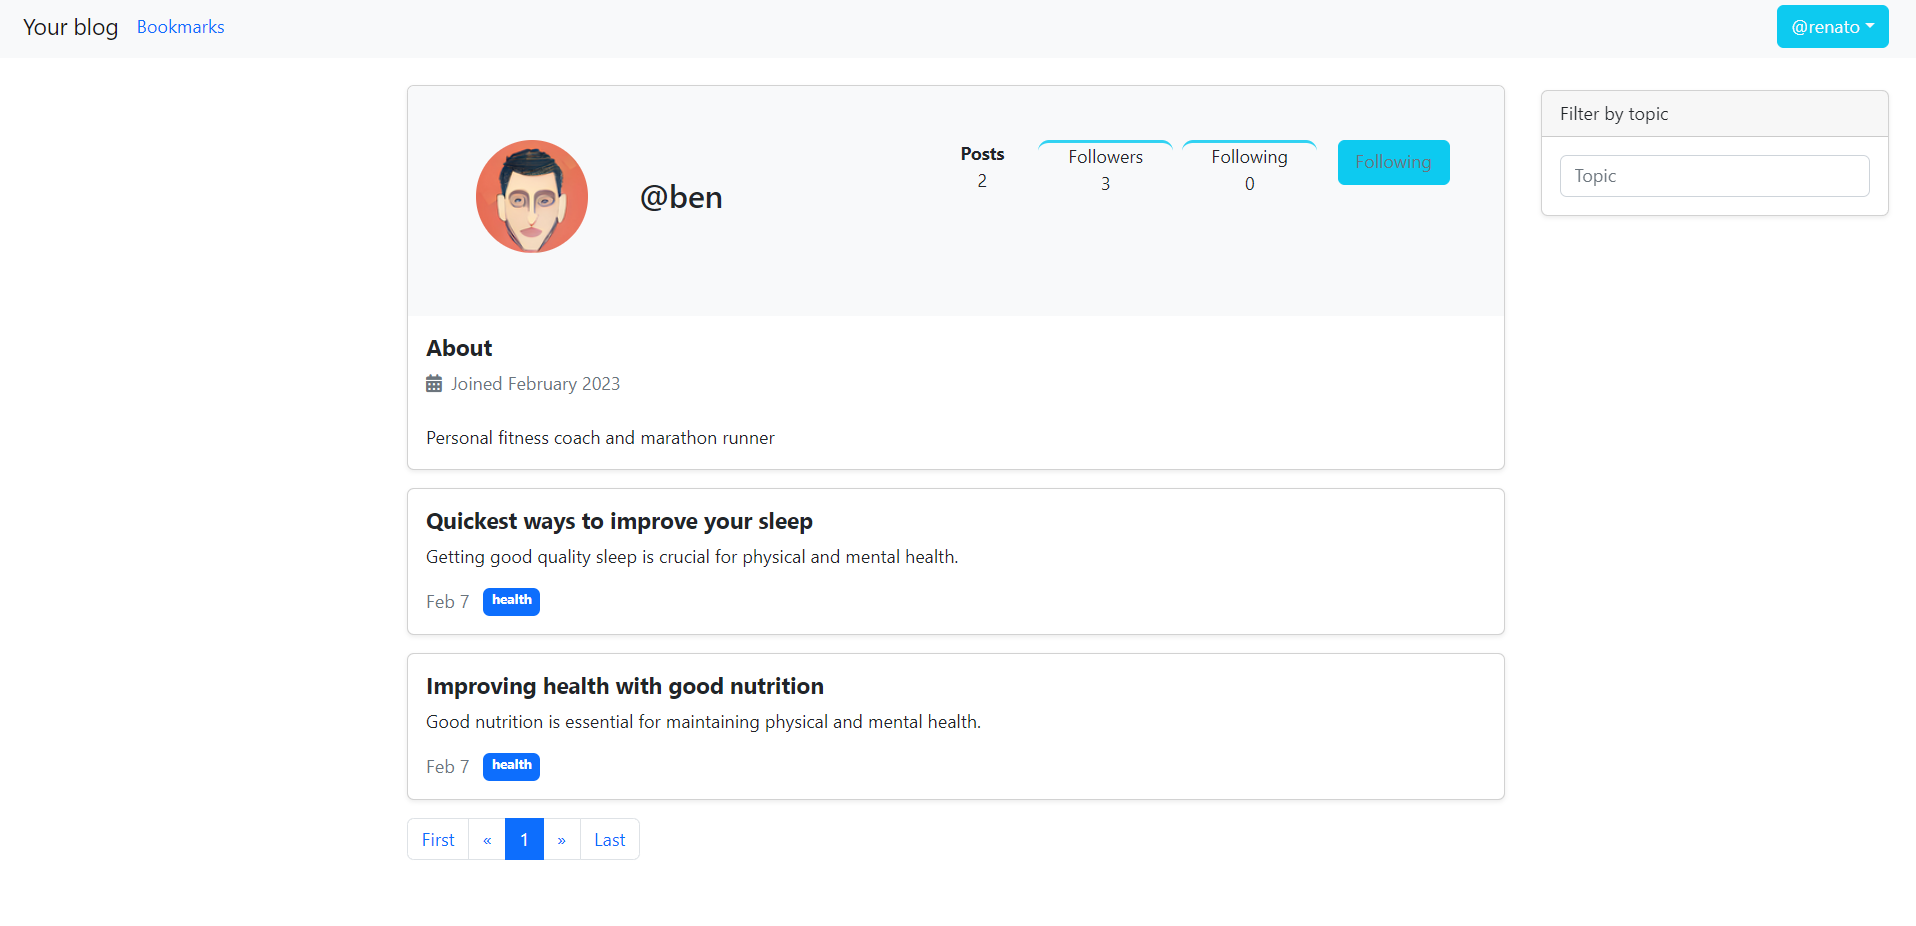 Your blog Bookmarks @renato
@ben
Posts
2
Followers
3
Following
0
Following
About
Joined February 2023
Personal fitness coach and marathon runner
Quickest ways to improve your sleep
Getting good quality sleep is crucial for physical and mental health.
Feb 7 health
Improving health with good nutrition
Good nutrition is essential for maintaining physical and mental health.
Feb 7 health
First « 1 » Last
Filter by topic
Topic